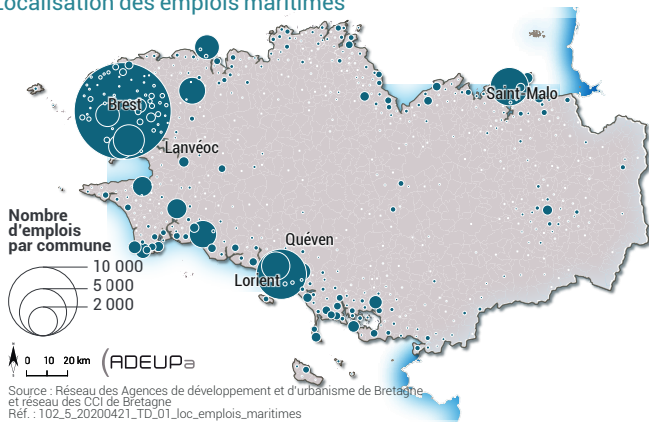 Localisation des emplois maritimes
Brest
Saint-Malo
Lanvéoc
Nombre
d'emplois
par commune
10 000
5 000
2 000
Quéven
Lorient
0 10 20 km
ADEUPa
Source : Réseau des Agences de développement et d'urbanisme de Bretagne
et réseau des CCI de Bretagne
Réf. : 102_5_20200421_TD_01_loc_emplois_maritimes